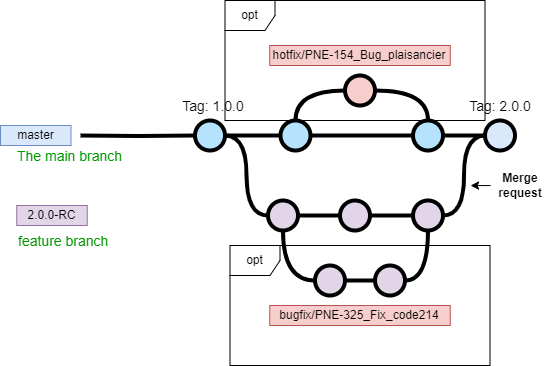 opt
hotfix/PNE-154_Bug_plaisancier
Tag: 1.0.0
Tag: 2.0.0
master
The main branch
Merge
request
2.0.0-RC
feature branch
opt
bugfix/PNE-325_Fix_code214